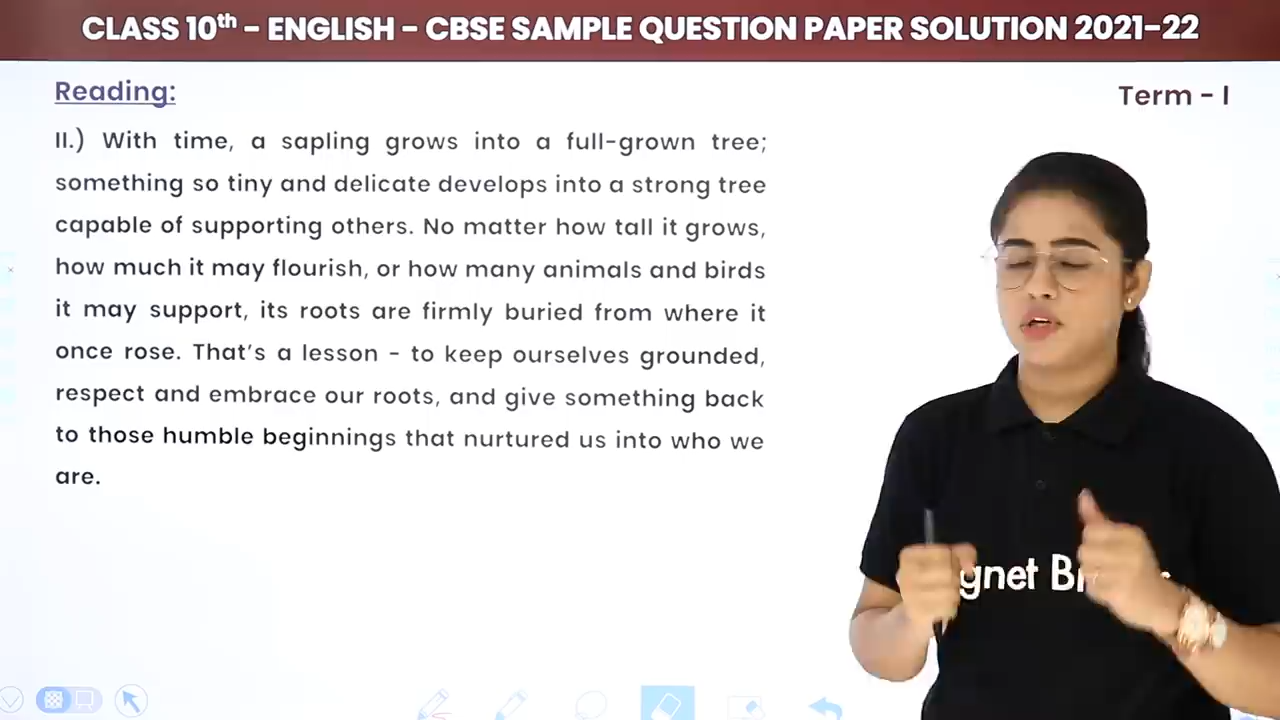 CLASS 10th - ENGLISH - CBSE SAMPLE QUESTION PAPER SOLUTION 2021-22
Reading:
Term - I
II.) With time, a sapling grows into a full-grown tree;
something so tiny and delicate develops into a strong tree
capable of supporting others. No matter how tall it grows,
how much it may flourish, or how many animals and birds
it may support, its roots are firmly buried from where it
once rose. That's a lesson - to keep ourselves grounded,
respect and embrace our roots, and give something back
to those humble beginnings that nurtured us into who we
are.